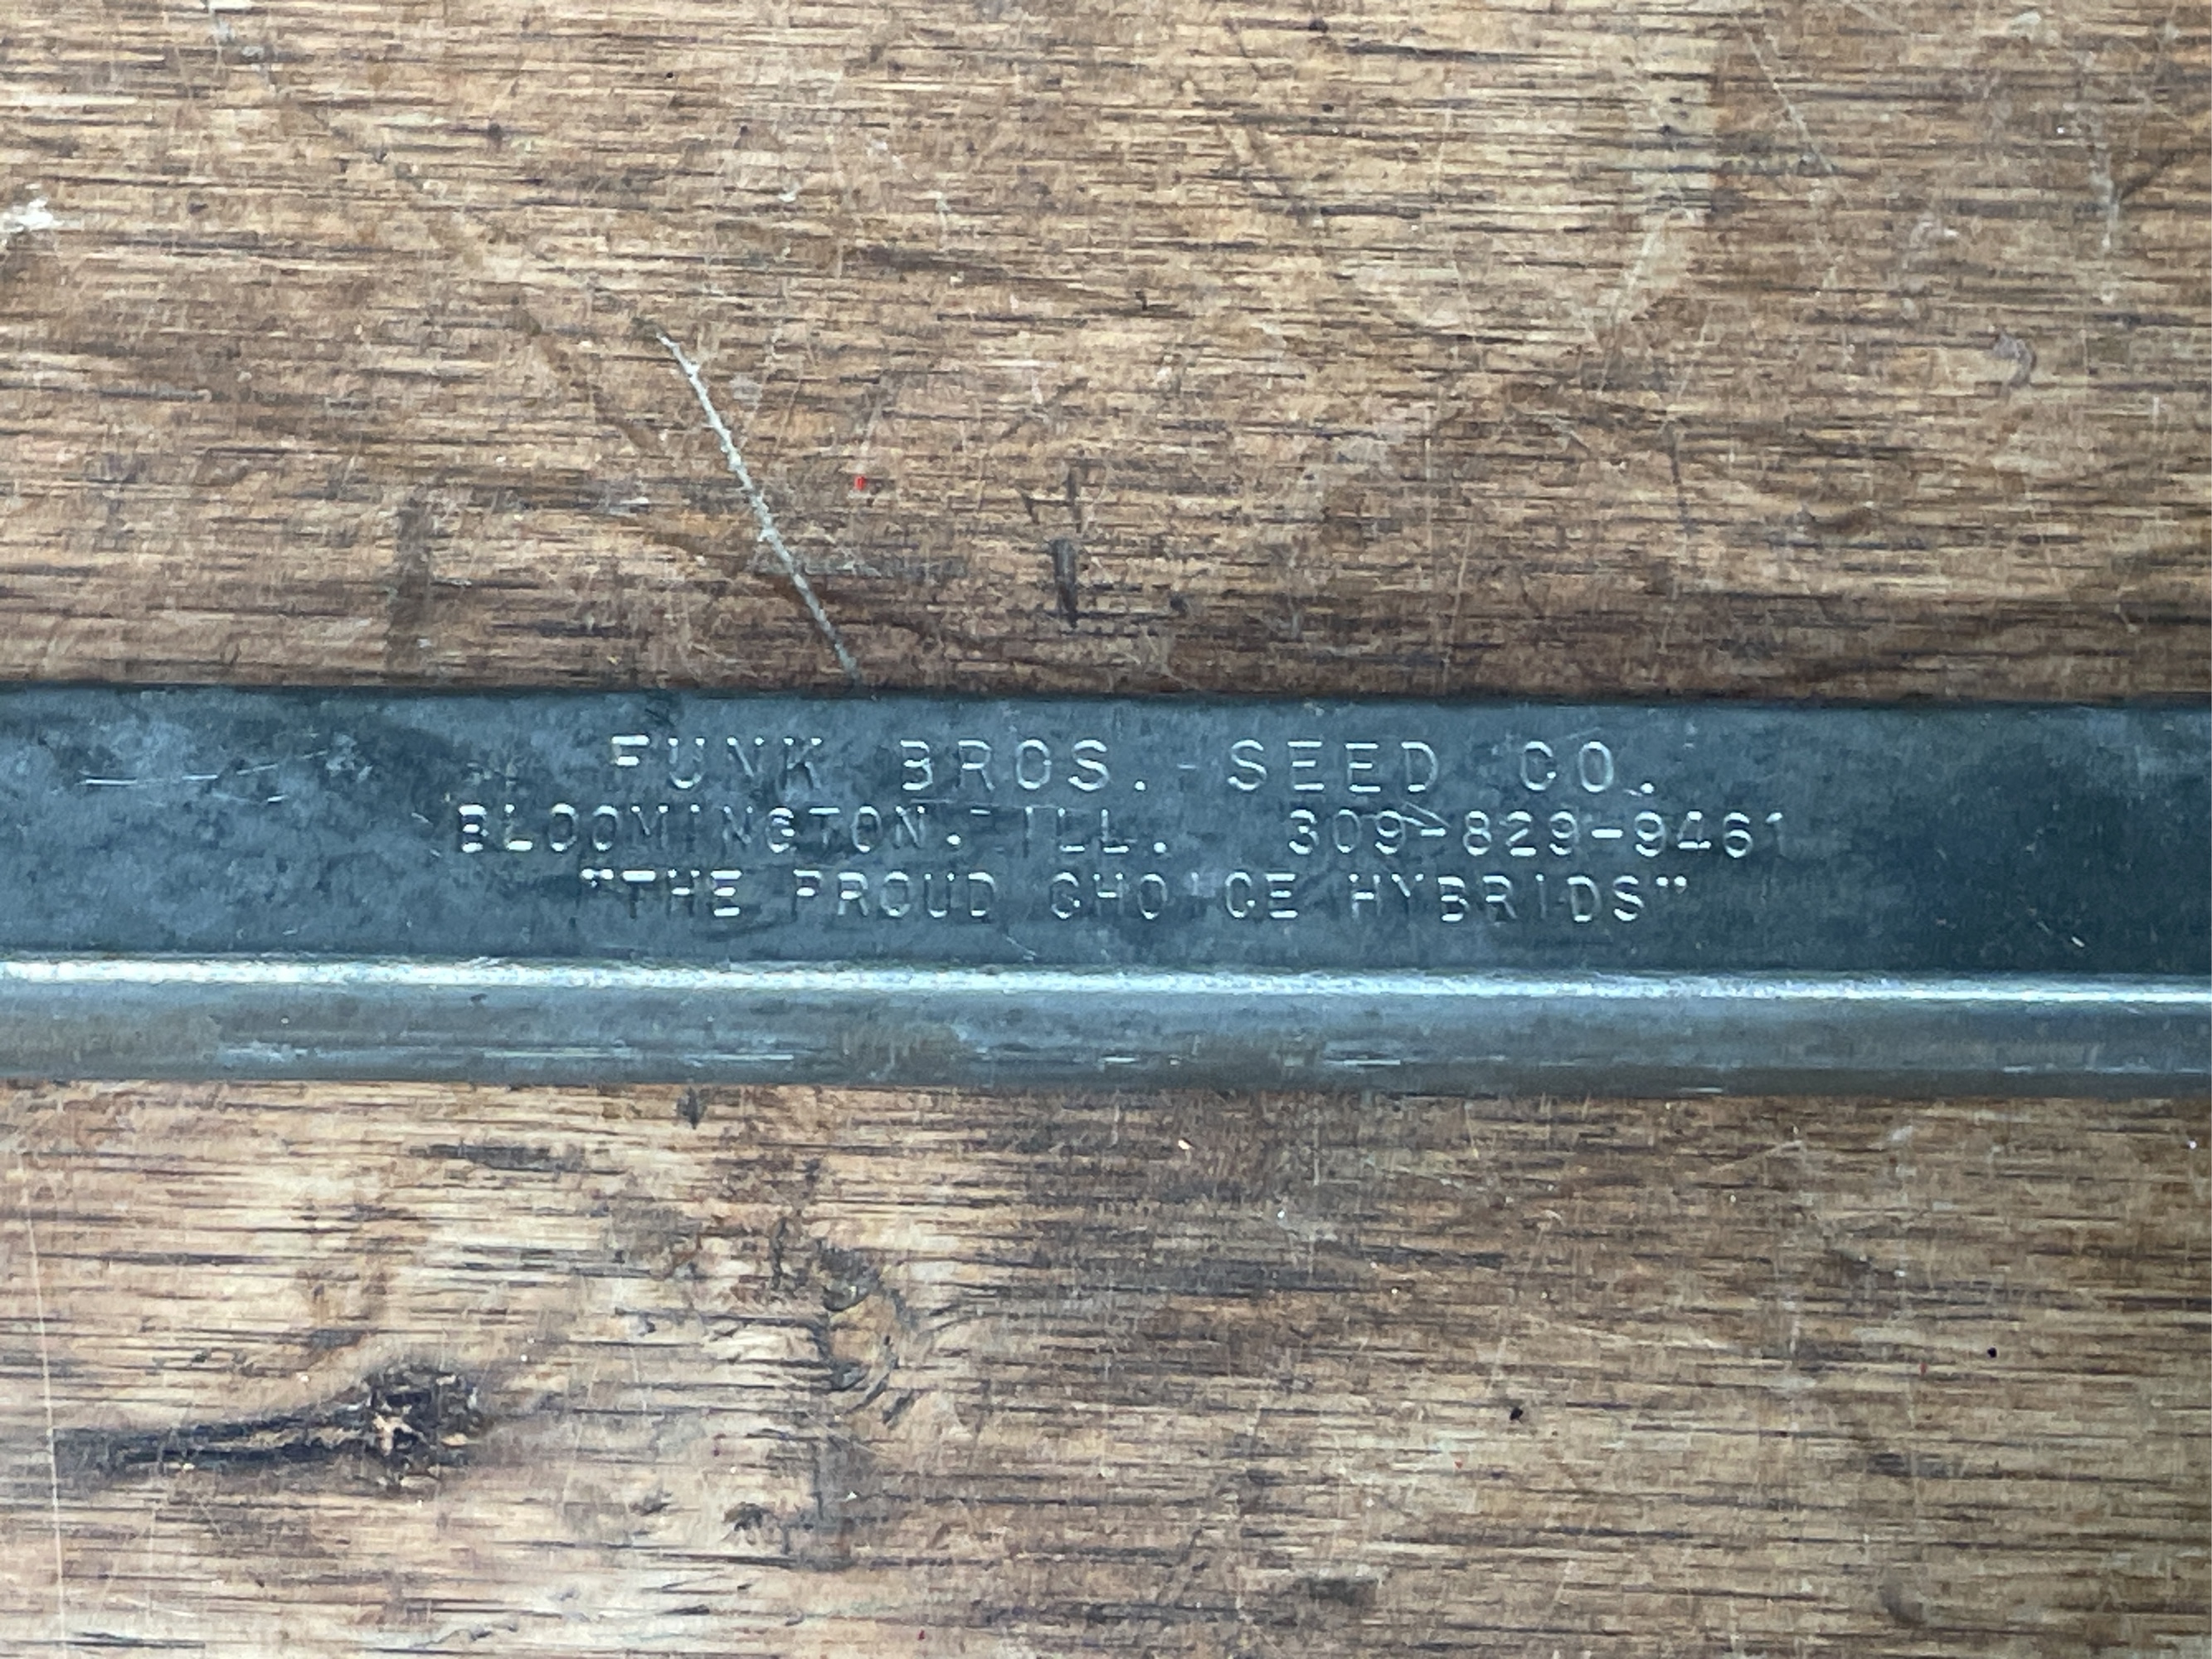 FUNK BROS. SEED CO.
BLOOMINGTON. ILL. 309-829-9461
"THE PROUD CHOICE HYBRIDS"